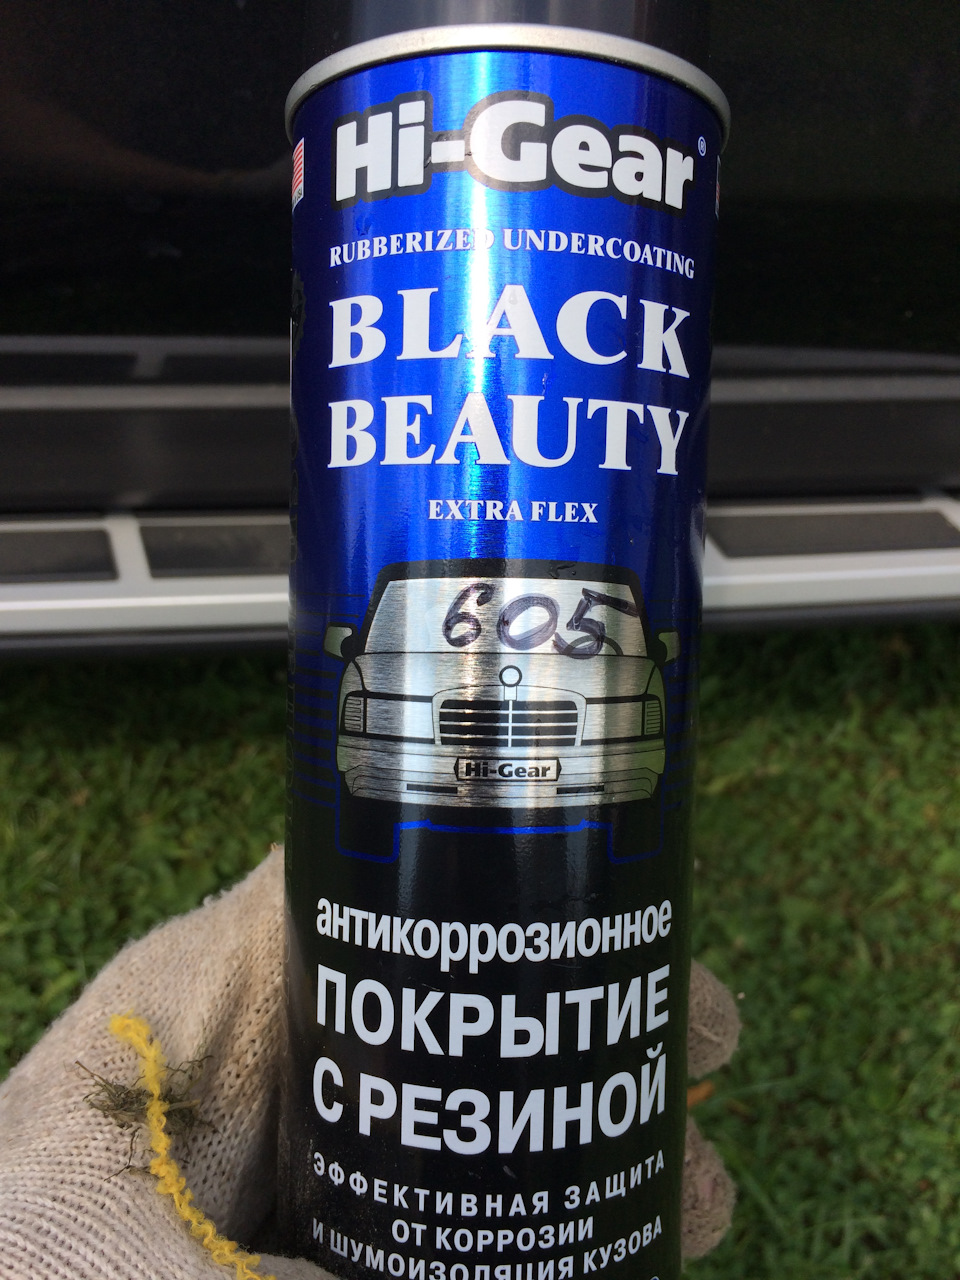 Hi-Gear®
RUBBERIZED UNDERCOATING
BLACK
BEAUTY
EXTRA FLEX
605
Hi-Gear
антикоррозионное
ПОКРЫТИЕ
С РЕЗИНОЙ
ЭФФЕКТИВНАЯ ЗАЩИТА
ОТ КОРРОЗИИ
И ШУМОИЗОЛЯЦИЯ КУЗОВА